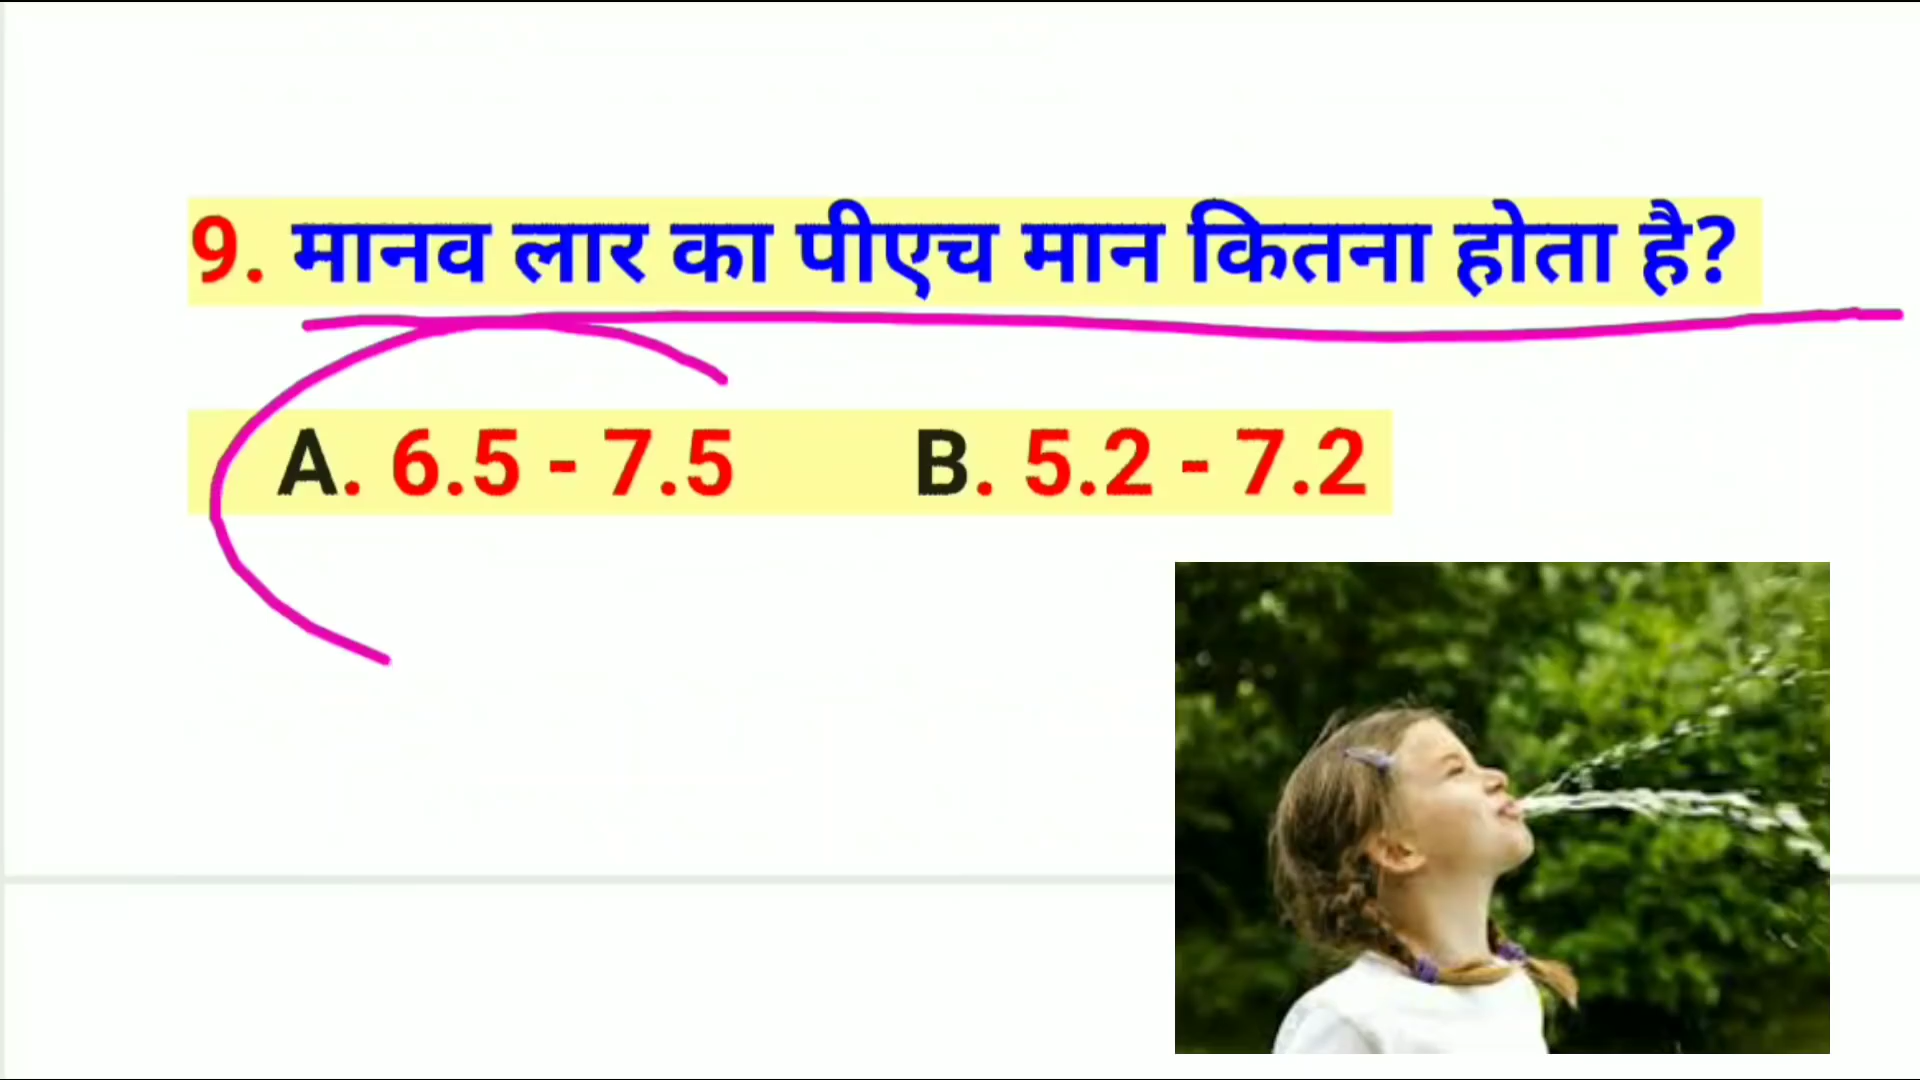 9. मानव लार का पीएच मान कितना होता है?
A. 6.5 - 7.5 B. 5.2 - 7.2